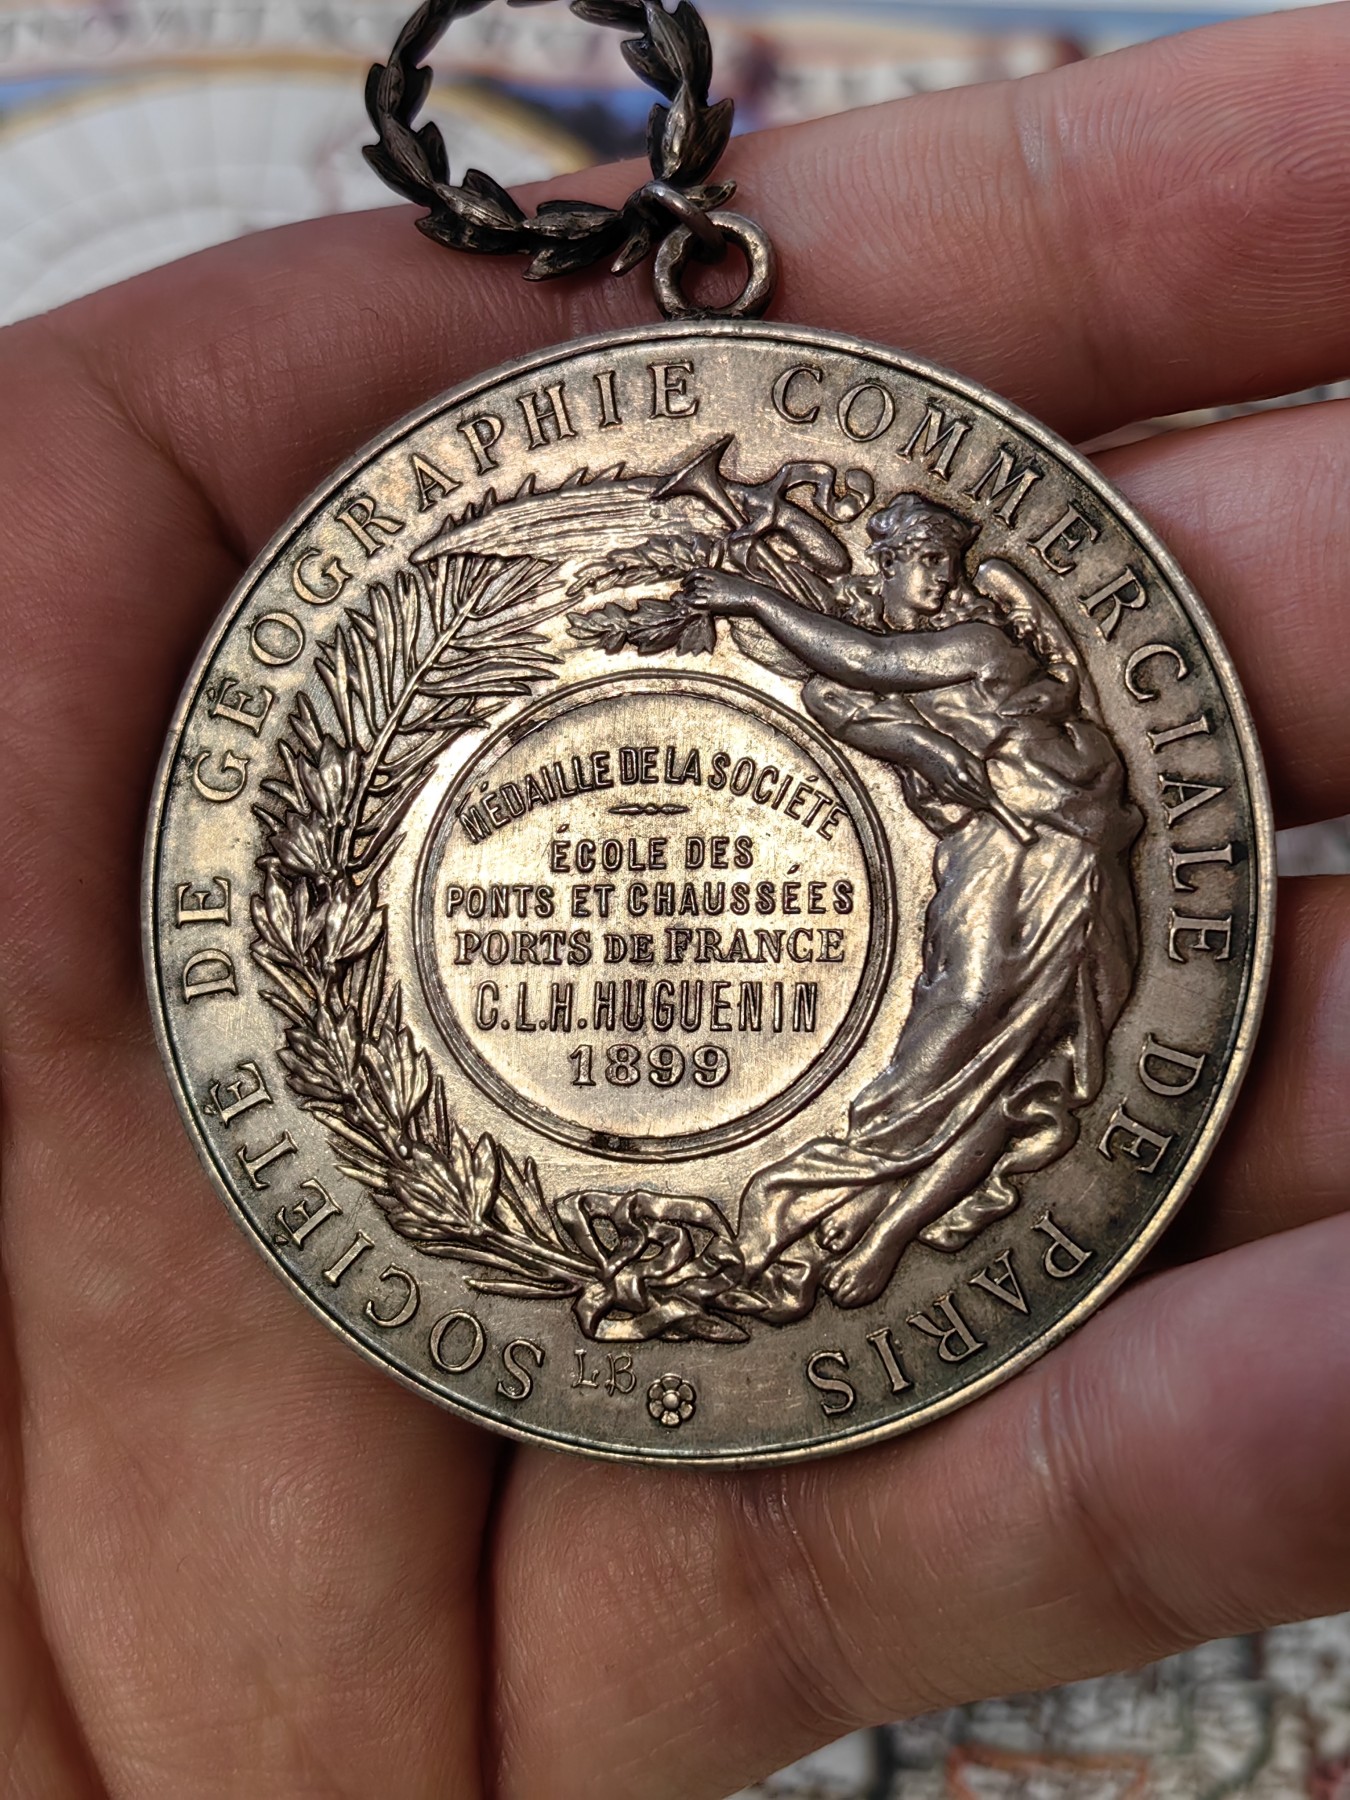 SOCIÉTÉ DE GÉOGRAPHIE COMMERCIALE DE PARIS
MÉDAILLE DE LA SOCIÉTÉ
ÉCOLE DES
PONTS ET CHAUSSÉES
PORTS DE FRANCE
C.L.H.HUGUENIN
1899
LB